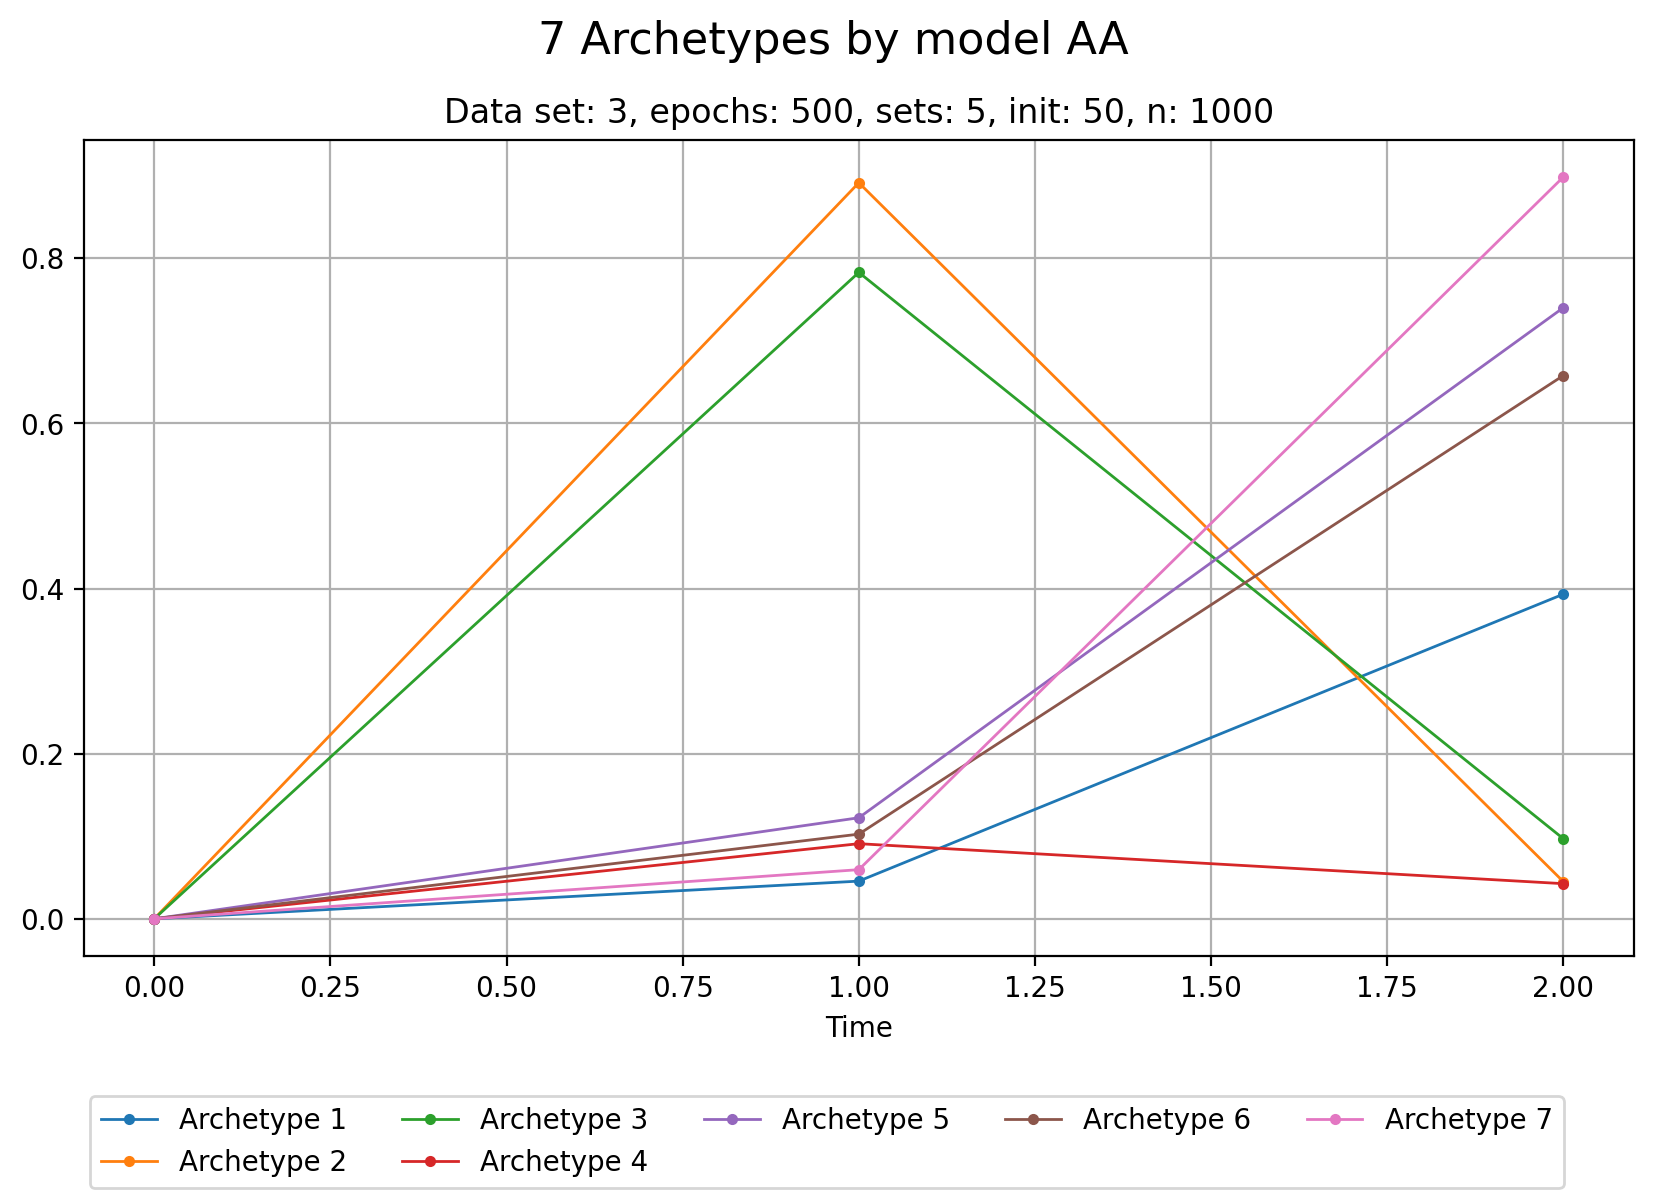 7 Archetypes by model AA
Data set: 3, epochs: 500, sets: 5, init: 50, n: 1000
0.8
0.6
0.4
0.2
0.0
0.00 0.25 0.50 0.75 1.00 1.25 1.50 1.75 2.00
Time
Archetype 1 Archetype 3 Archetype 5 Archetype 6 Archetype 7
Archetype 2 Archetype 4